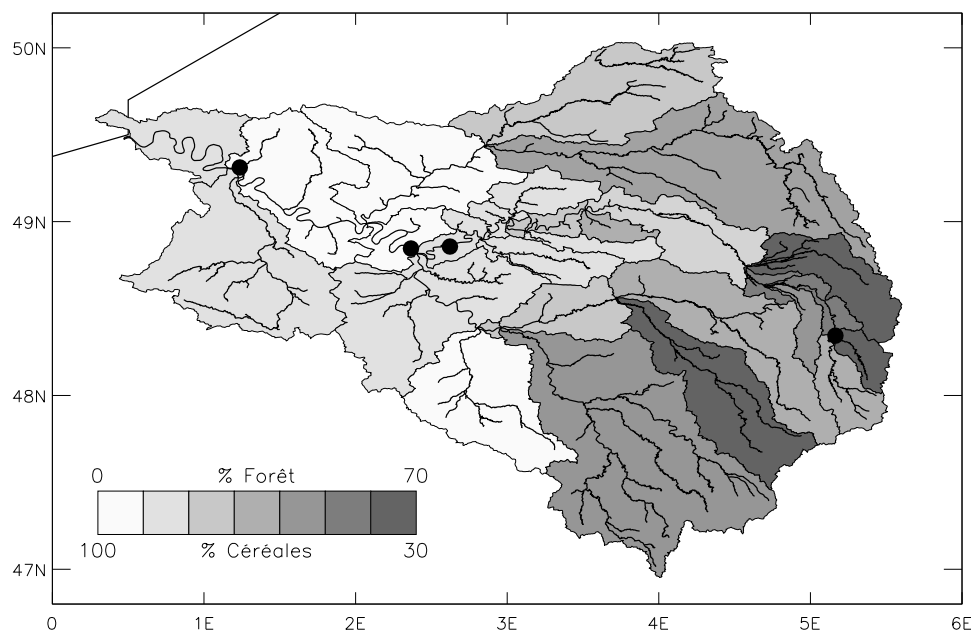 50N
49N
48N
47N
0 % Forêt 70
100 % Céréales 30
0 1E 2E 3E 4E 5E 6E